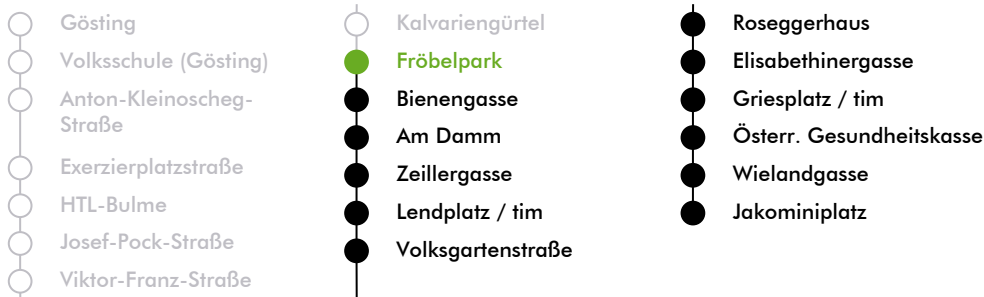 Gösting
Volksschule (Gösting)
Anton-Kleinoscheg-
Straße
Exerzierplatzstraße
HTL-Bulme
Josef-Pock-Straße
Viktor-Franz-Straße
Kalvariengürtel
Fröbelpark
Bienengasse
Am Damm
Zeillergasse
Lendplatz / tim
Volksgartenstraße
Roseggerhaus
Elisabethinergasse
Griesplatz / tim
Österr. Gesundheitskasse
Wielandgasse
Jakominiplatz